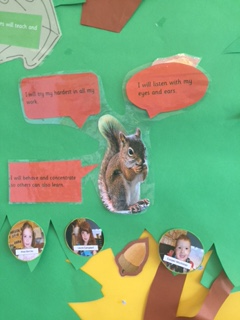 I will try my hardest in all my
work.
I will listen with my
eyes and ears.
I will behave and concentrate
so others can also learn.